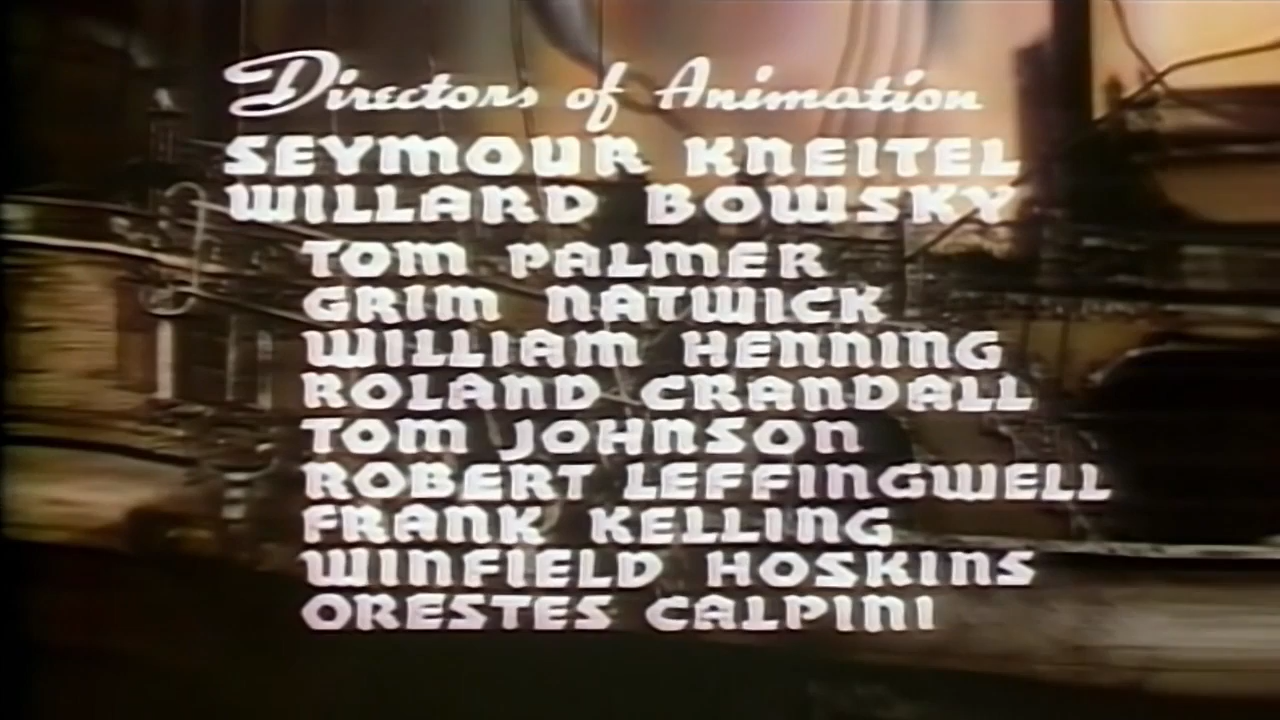 Directors of Animation
SEYMOUR KNEITEL
WILLARD BOWSKY
TOM PALMER
GRIM NATWICK
WILLIAM HENNING
ROLAND CRANDALL
TOM JOHNSON
ROBERT LEFFINGWELL
FRANK KELLING
WINFIELD HOSKINS
ORESTES CALPINI